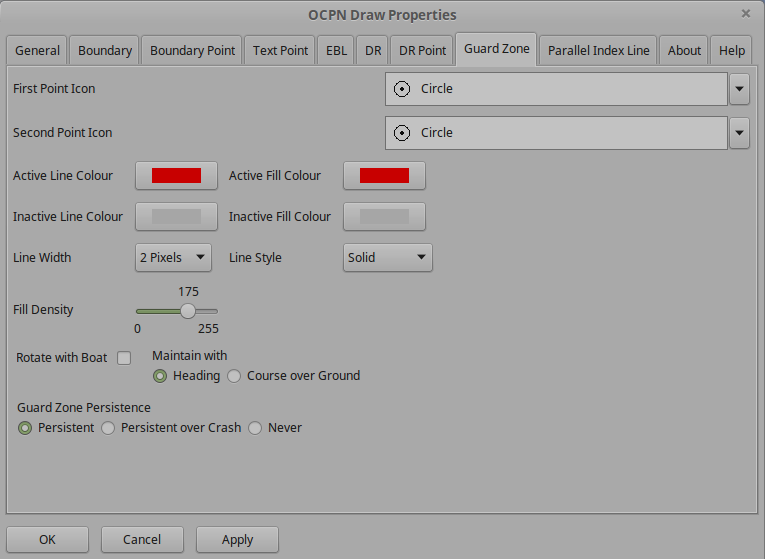 OCPN Draw Properties
General Boundary Boundary Point Text Point EBL DR DR Point Guard Zone Parallel Index Line About Help
First Point Icon Circle
Second Point Icon Circle
Active Line Colour Active Fill Colour
Inactive Line Colour Inactive Fill Colour
Line Width 2 Pixels Line Style Solid
175
Fill Density
0 255
Rotate with Boat Maintain with
Heading Course over Ground
Guard Zone Persistence
Persistent Persistent over Crash Never
OK Cancel Apply